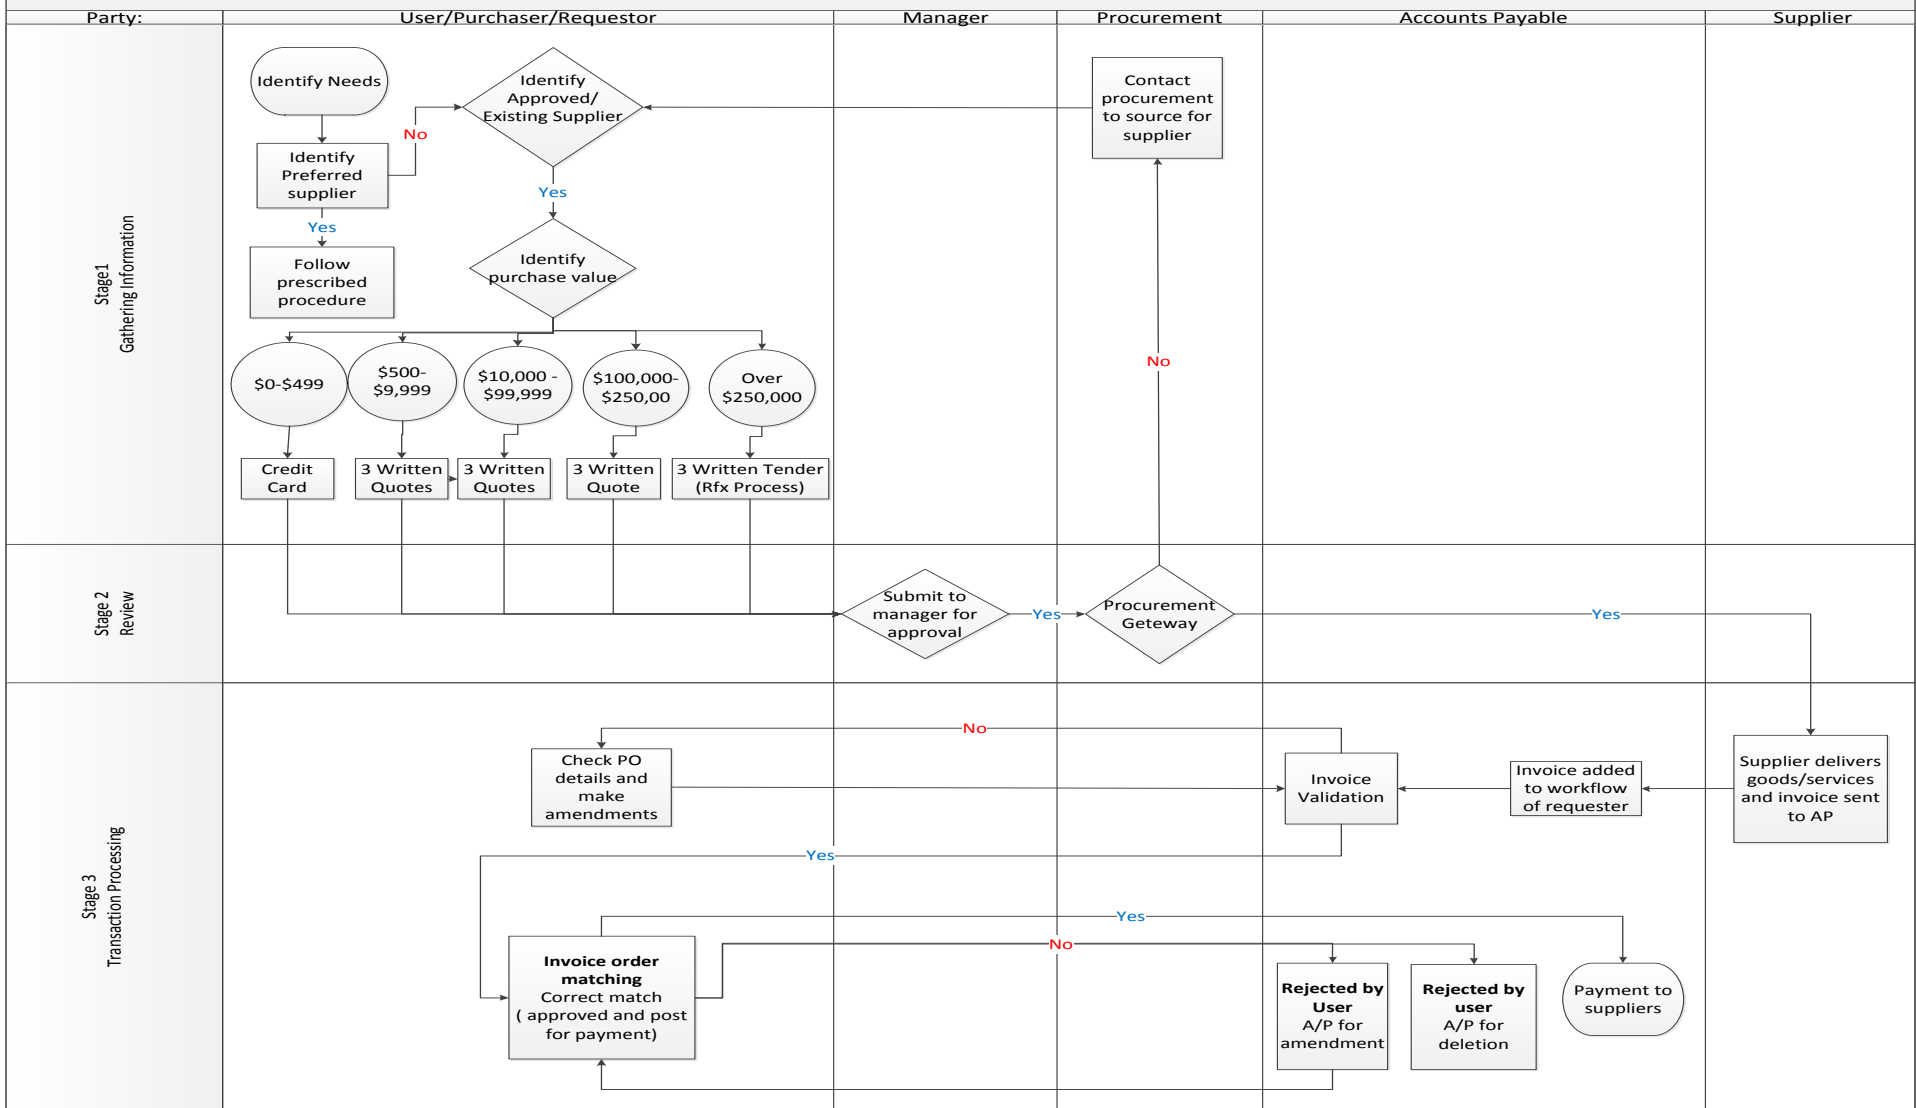 Party:
User/Purchaser/Requestor
Manager
Procurement
Accounts Payable
Supplier
Stage1
Gathering Information
Identify Needs
Identify
Preferred
supplier
No
Yes
Follow
prescribed
procedure
Identify
Approved/
Existing Supplier
Yes
Identify
purchase value
Contact
procurement
to source for
supplier
No
$0-$499
$500-
$9,999
$10,000 -
$99,999
$100,000-
$250,00
Over
$250,000
Credit
Card
3 Written
Quotes
3 Written
Quotes
3 Written
Quote
3 Written Tender
(Rfx Process)
Stage 2
Review
Submit to
manager for
approval
Yes
Procurement
Geteway
Yes
Stage 3
Transaction Processing
No
Check PO
details and
make
amendments
Invoice
Validation
Invoice added
to workflow
of requester
Supplier delivers
goods/services
and invoice sent
to AP
Yes
Yes
No
Invoice order
matching
Correct match
( approved and post
for payment)
Rejected by
User
A/P for
amendment
Rejected by
user
A/P for
deletion
Payment to
suppliers